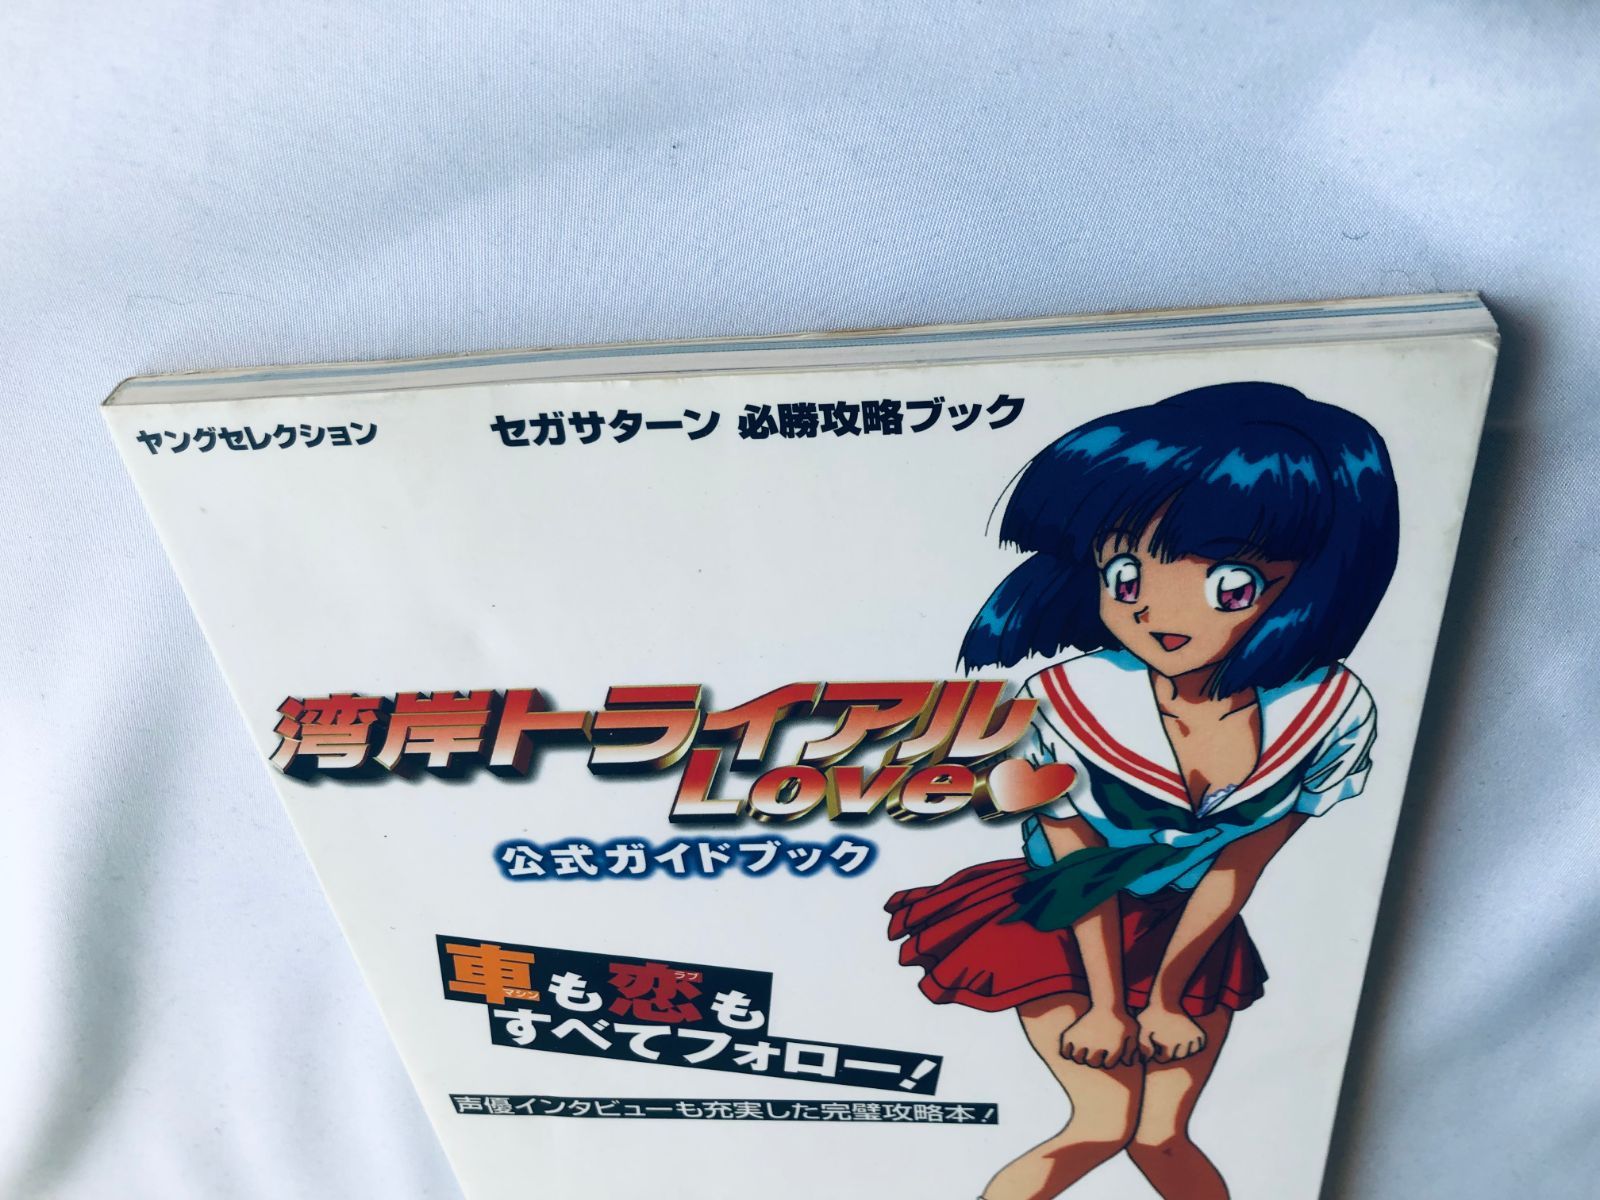 ヤングセレクション
セガサターン 必勝攻略ブック
湾岸トライアル
Love♥
公式ガイドブック
車も恋も
マシン ラブ
すべてフォロー!
声優インタビューも充実した完璧攻略本!